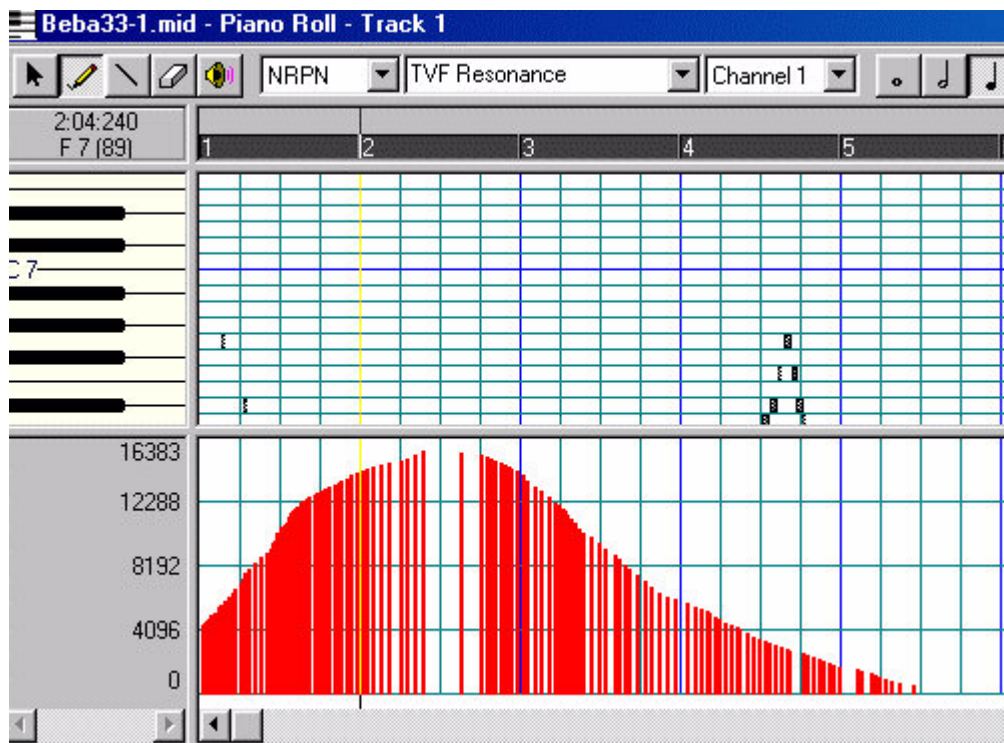 Beba33-1.mid - Piano Roll - Track 1
NRPN TVF Resonance Channel 1
2:04:240
F 7 (89)
1 2 3 4 5
C 7
16383
12288
8192
4096
0